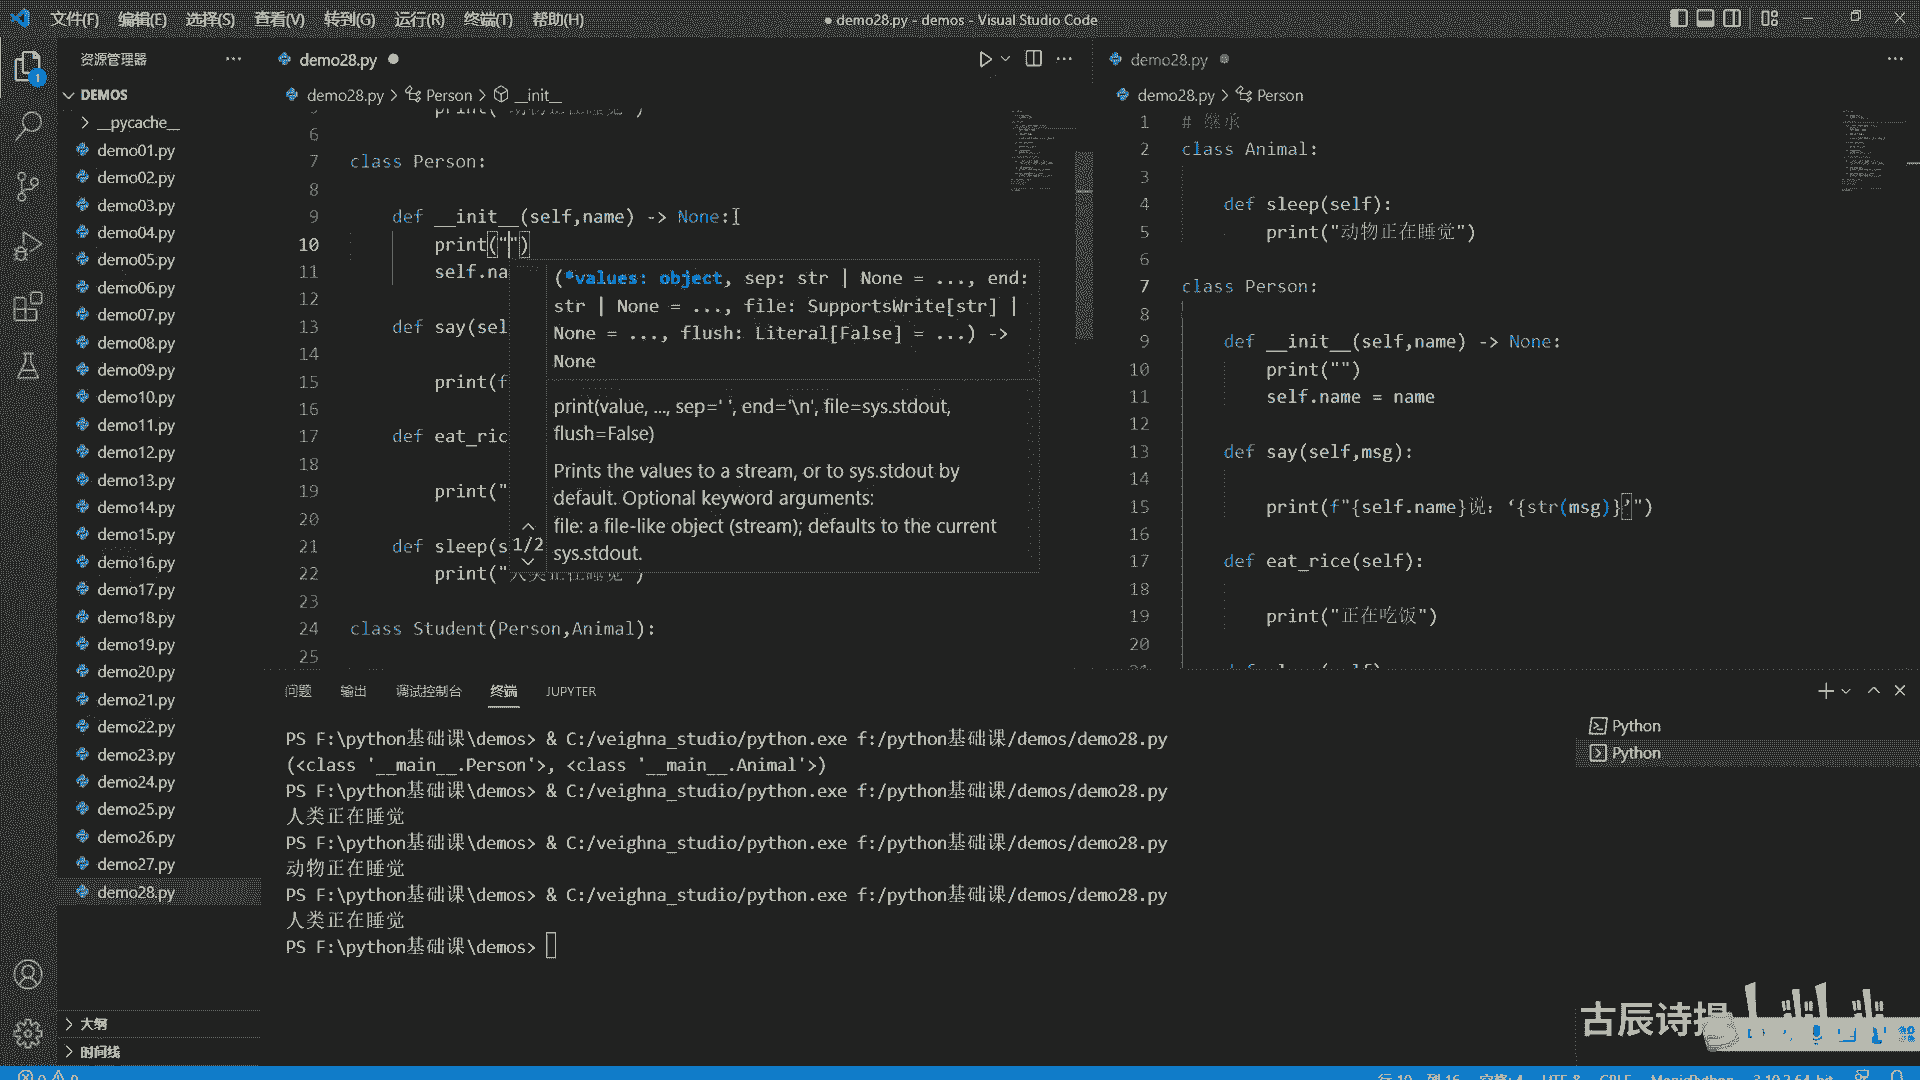 文件(F) 编辑(E) 选择(S) 查看(V) 转到(G) 运行(R) 终端(T) 帮助(H)
● demo28.py - demos - Visual Studio Code
资源管理器
DEMOS
__pycache__
demo01.py
demo02.py
demo03.py
demo04.py
demo05.py
demo06.py
demo07.py
demo08.py
demo09.py
demo10.py
demo11.py
demo12.py
demo13.py
demo14.py
demo15.py
demo16.py
demo17.py
demo18.py
demo19.py
demo20.py
demo21.py
demo22.py
demo23.py
demo24.py
demo25.py
demo26.py
demo27.py
demo28.py
大纲
时间线
1
demo28.py
demo28.py > Person > __init__
6
7 class Person:
8
9 def __init__(self,name) -> None:
10 print("")
11 self.na
12
13 def say(sel
14
15 print(f
16
17 def eat_ric
18
19 print("
20
21 def sleep(s
22 print("人类正在睡觉")
23
24 class Student(Person,Animal):
25
(*values: object, sep: str | None = ..., end:
str | None = ..., file: SupportsWrite[str] |
None = ..., flush: Literal[False] = ...) ->
None
print(value, ..., sep=' ', end='\n', file=sys.stdout,
flush=False)
Prints the values to a stream, or to sys.stdout by
default. Optional keyword arguments:
file: a file-like object (stream); defaults to the current
sys.stdout.
1/2
demo28.py
demo28.py > Person
1 # 继承
2 class Animal:
3
4 def sleep(self):
5 print("动物正在睡觉")
6
7 class Person:
8
9 def __init__(self,name) -> None:
10 print("")
11 self.name = name
12
13 def say(self,msg):
14
15 print(f"{self.name}说：‘{str(msg)}’")
16
17 def eat_rice(self):
18
19 print("正在吃饭")
20
问题 输出 调试控制台 终端 JUPYTER
PS F:\python基础课\demos> & C:/veighna_studio/python.exe f:/python基础课/demos/demo28.py
(<class '__main__.Person'>, <class '__main__.Animal'>)
PS F:\python基础课\demos> & C:/veighna_studio/python.exe f:/python基础课/demos/demo28.py
人类正在睡觉
PS F:\python基础课\demos> & C:/veighna_studio/python.exe f:/python基础课/demos/demo28.py
动物正在睡觉
PS F:\python基础课\demos> & C:/veighna_studio/python.exe f:/python基础课/demos/demo28.py
人类正在睡觉
PS F:\python基础课\demos>
Python
Python
古辰诗提